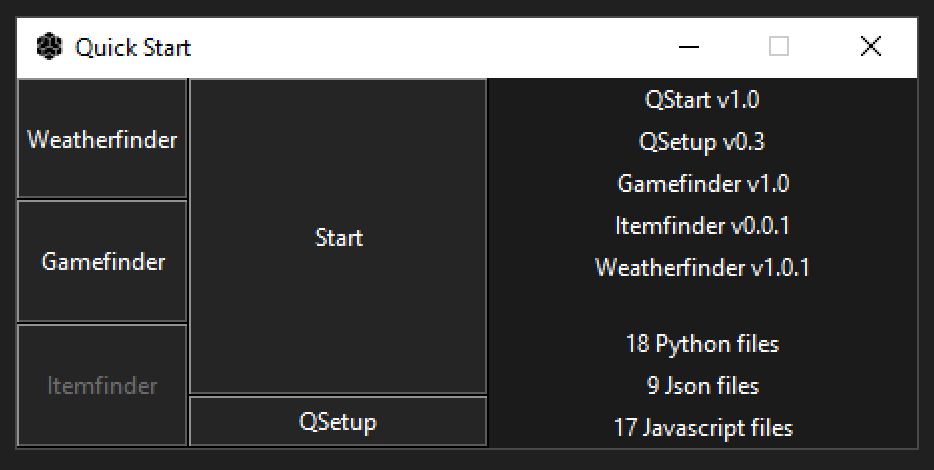 Quick Start
Weatherfinder
Gamefinder
Itemfinder
Start
QSetup
QStart v1.0
QSetup v0.3
Gamefinder v1.0
Itemfinder v0.0.1
Weatherfinder v1.0.1
18 Python files
9 Json files
17 Javascript files